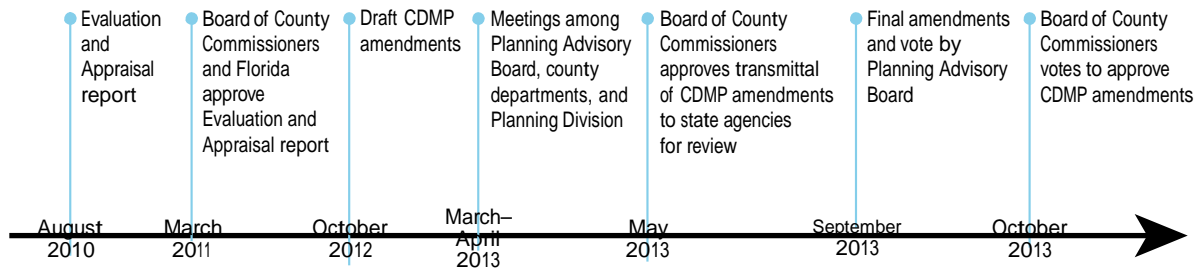 Evaluation
and
Appraisal
report
Board of County
Commissioners
and Florida
approve
Evaluation and
Appraisal report
Draft CDMP
amendments
Meetings among
Planning Advisory
Board, county
departments, and
Planning Division
Board of County
Commissioners
approves transmittal
of CDMP amendments
to state agencies
for review
Final amendments
and vote by
Planning Advisory
Board
Board of County
Commissioners
votes to approve
CDMP amendments
August
2010
March
2011
October
2012
March–
April
2013
May
2013
September
2013
October
2013